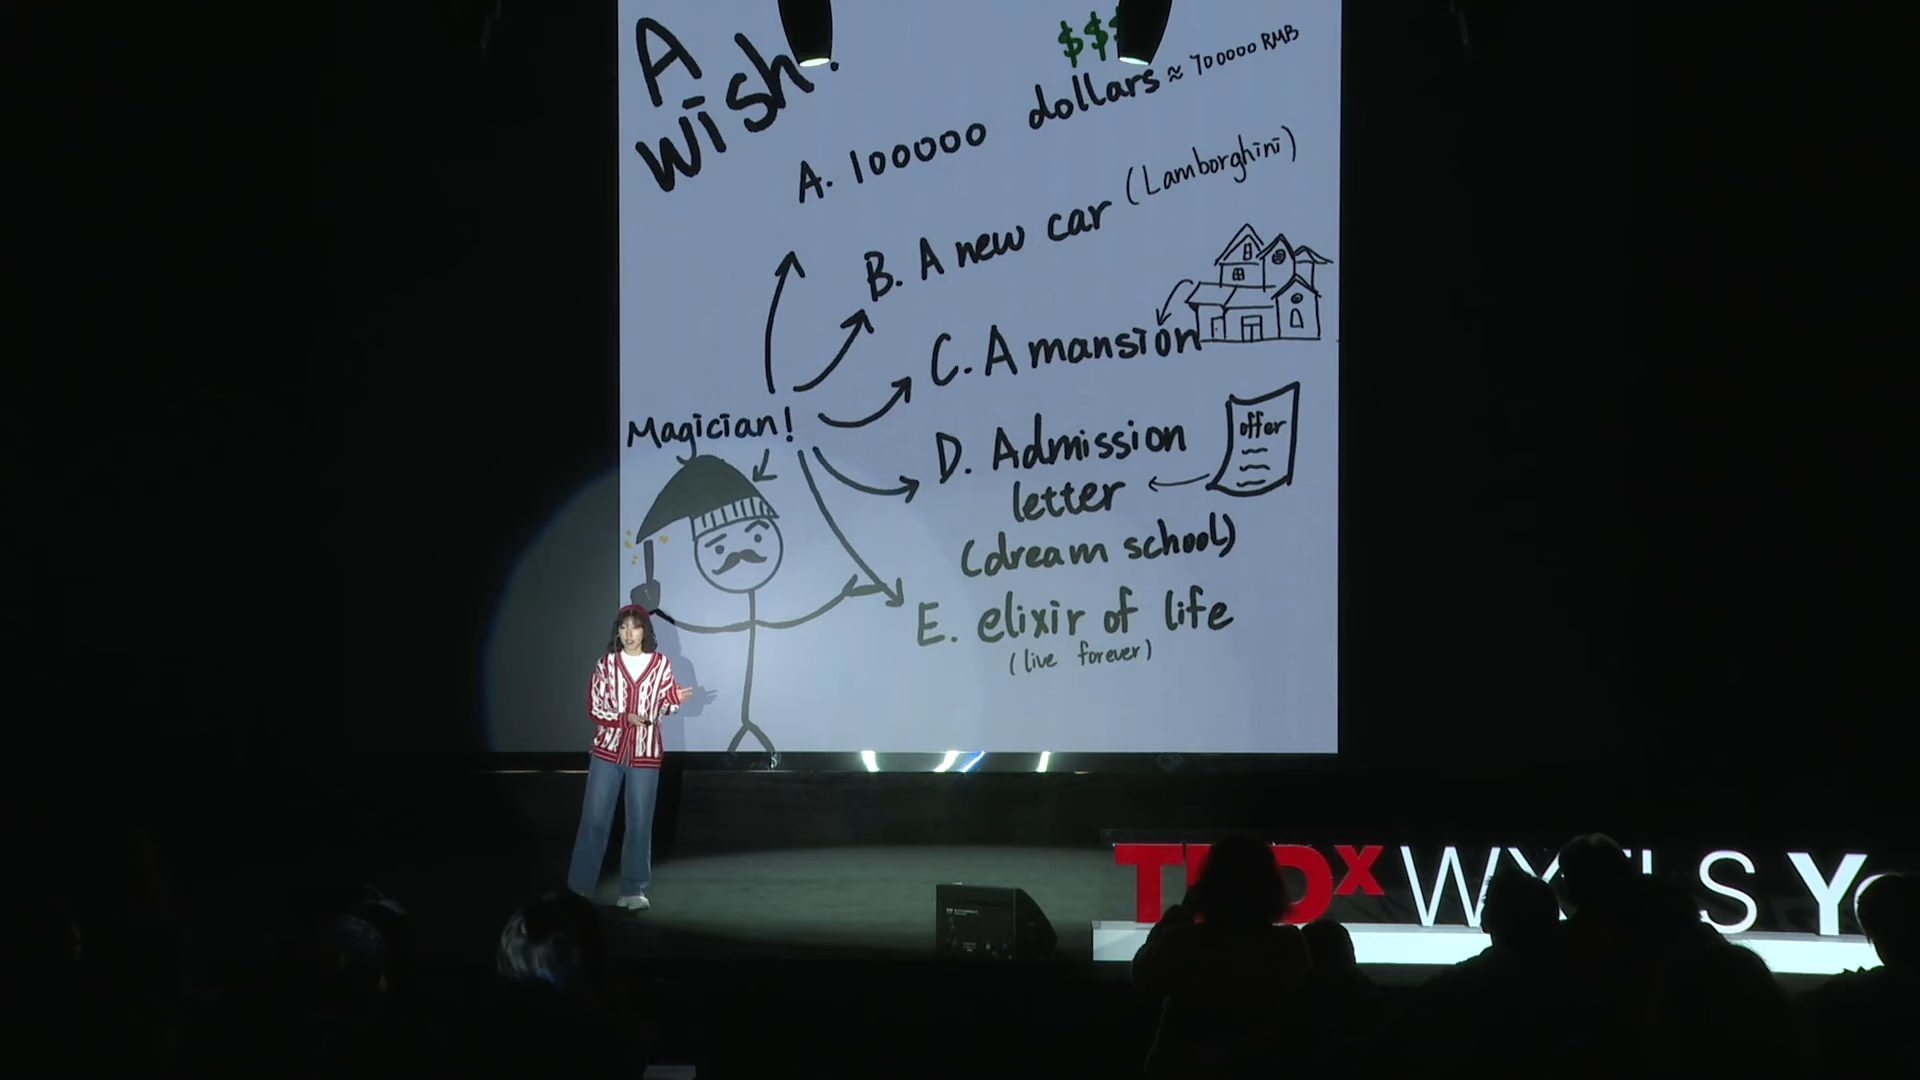 A
wish!
$$$
A. 100000 dollars ≈ 700000 RMB
B. A new car (Lamborghini)
C. A mansion
Magician!
D. Admission
letter
offer
(dream school)
E. elixir of life
(live forever)
TEDx W S Y